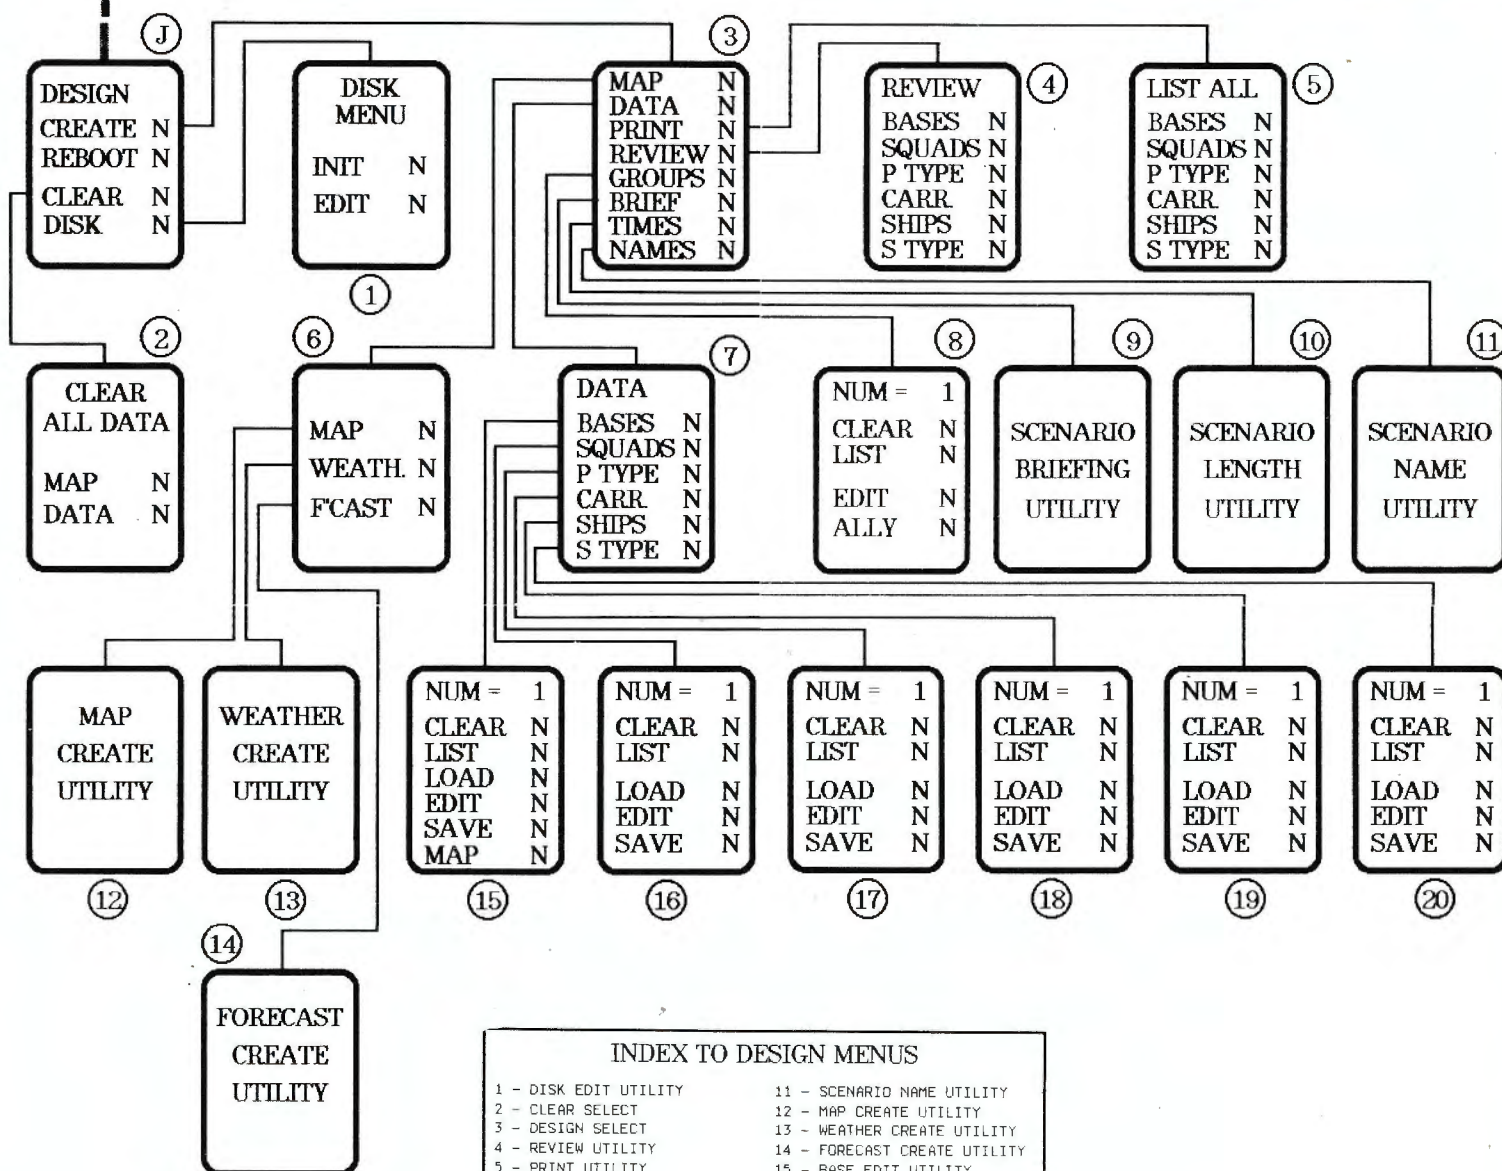 J
DESIGN
CREATE N
REBOOT N
CLEAR N
DISK N
DISK
MENU
INIT N
EDIT N
1
3
MAP N
DATA N
PRINT N
REVIEW N
GROUPS N
BRIEF N
TIMES N
NAMES N
4
REVIEW
BASES N
SQUADS N
P TYPE N
CARR N
SHIPS N
S TYPE N
5
LIST ALL
BASES N
SQUADS N
P TYPE N
CARR N
SHIPS N
S TYPE N
2
CLEAR
ALL DATA
MAP N
DATA N
6
MAP N
WEATH. N
F'CAST N
7
DATA
BASES N
SQUADS N
P TYPE N
CARR N
SHIPS N
S TYPE N
8
NUM = 1
CLEAR N
LIST N
EDIT N
ALLY N
9
SCENARIO
BRIEFING
UTILITY
10
SCENARIO
LENGTH
UTILITY
11
SCENARIO
NAME
UTILITY
MAP
CREATE
UTILITY
12
WEATHER
CREATE
UTILITY
13
NUM = 1
CLEAR N
LIST N
LOAD N
EDIT N
SAVE N
MAP N
15
NUM = 1
CLEAR N
LIST N
LOAD N
EDIT N
SAVE N
16
NUM = 1
CLEAR N
LIST N
LOAD N
EDIT N
SAVE N
17
NUM = 1
CLEAR N
LIST N
LOAD N
EDIT N
SAVE N
18
NUM = 1
CLEAR N
LIST N
LOAD N
EDIT N
SAVE N
19
NUM = 1
CLEAR N
LIST N
LOAD N
EDIT N
SAVE N
20
14
FORECAST
CREATE
UTILITY
INDEX TO DESIGN MENUS
1 - DISK EDIT UTILITY
2 - CLEAR SELECT
3 - DESIGN SELECT
4 - REVIEW UTILITY
5 - PRINT UTILITY
11 - SCENARIO NAME UTILITY
12 - MAP CREATE UTILITY
13 - WEATHER CREATE UTILITY
14 - FORECAST CREATE UTILITY
15 - BASE EDIT UTILITY